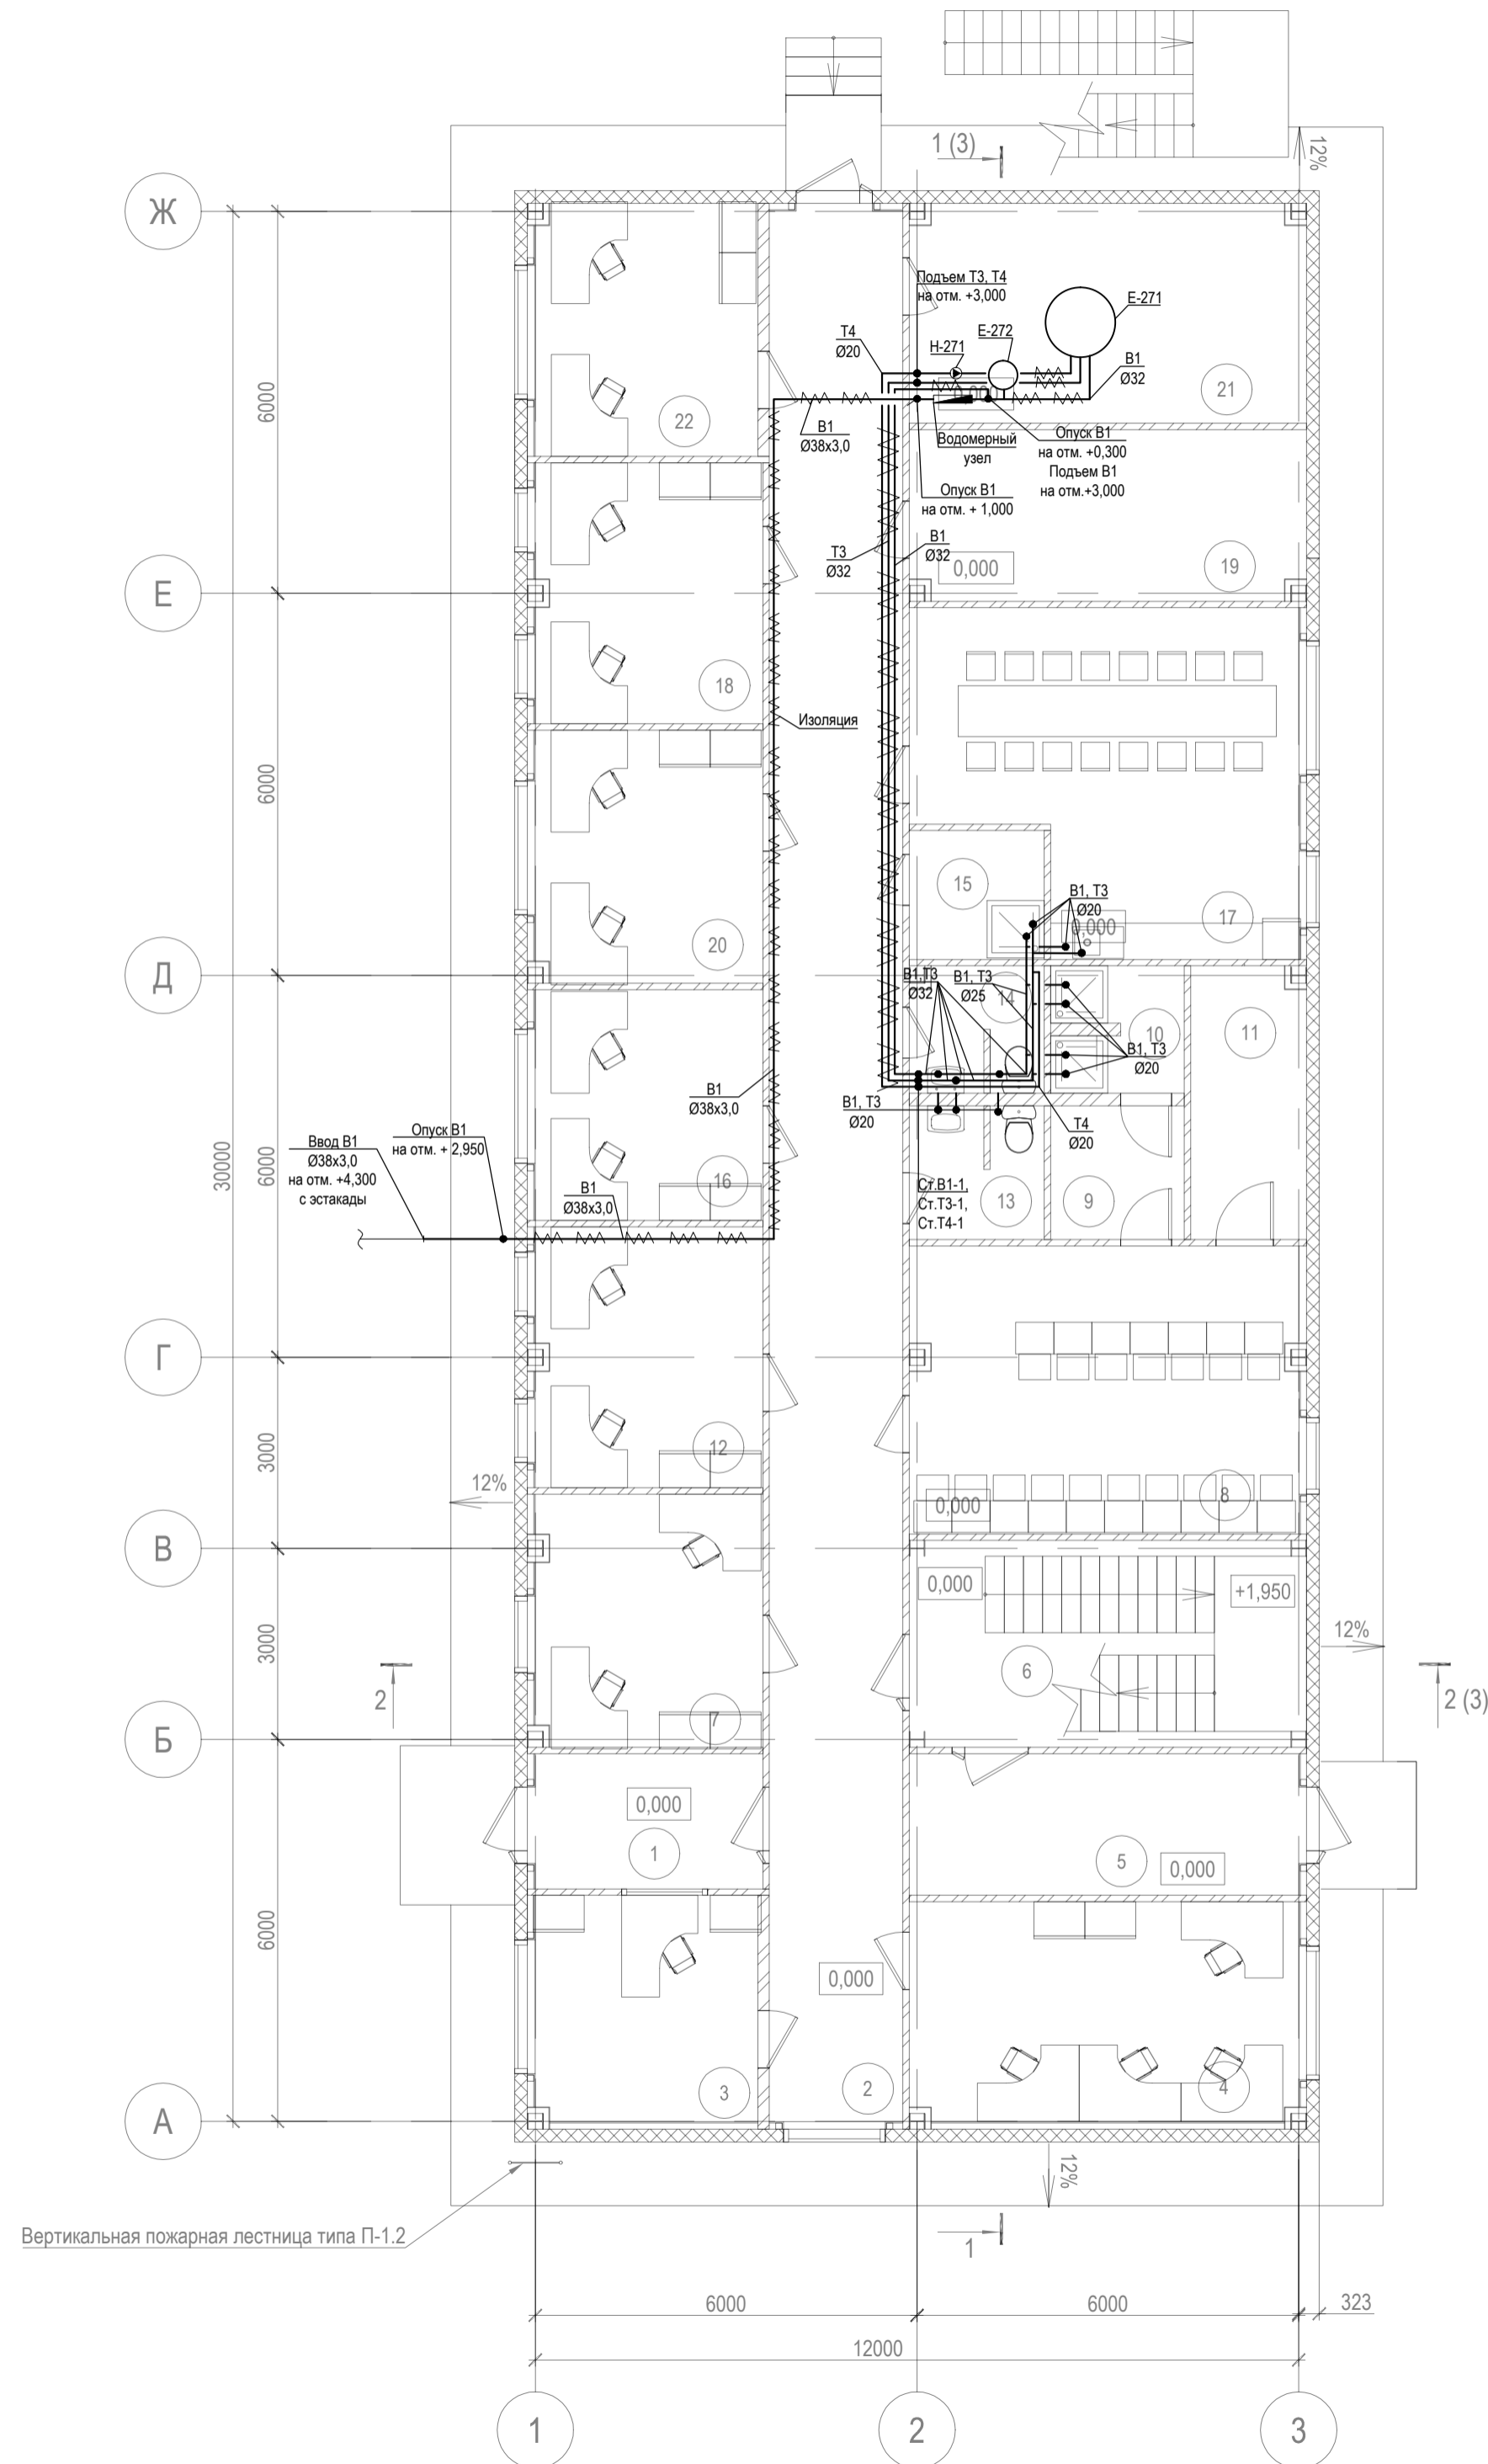 1 (3)
12%
Ж
Подъем Т3, Т4
на отм. +3,000
Е-271
Т4
Ø20
Н-271
Е-272
В1
Ø32
21
6000
22
В1
Ø38х3,0
Водомерный
узел
Опуск В1
на отм. +0,300
Подъем В1
на отм.+3,000
Опуск В1
на отм. + 1,000
Т3
Ø32
В1
Ø32
0,000
19
Е
18
Изоляция
6000
15
В1, Т3
Ø20
0,000
17
20
Д
В1,Т3
Ø32
В1, Т3
Ø25
14
10
11
В1, Т3
Ø20
В1
Ø38х3,0
В1, Т3
Ø20
Т4
Ø20
Ввод В1
Ø38х3,0
на отм. +4,300
с эстакады
Опуск В1
на отм. + 2,950
30000
6000
16
В1
Ø38х3,0
Ст.В1-1,
Ст.Т3-1,
Ст.Т4-1
13
9
Г
12
3000
12%
8
0,000
В
0,000
+1,950
3000
12%
6
2
2 (3)
7
Б
0,000
1
5
0,000
6000
0,000
3
2
4
А
12%
Вертикальная пожарная лестница типа П-1.2
1
6000
6000
323
12000
1
2
3